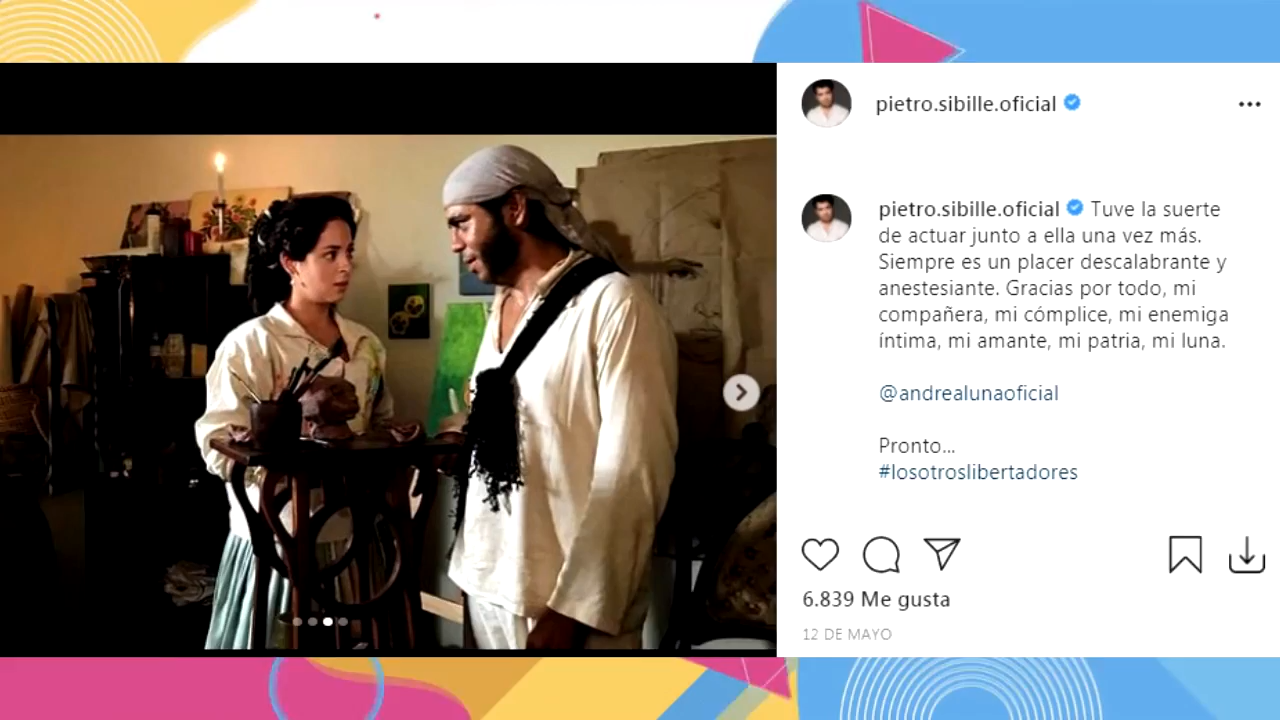 pietro.sibille.oficial
pietro.sibille.oficial Tuve la suerte
de actuar junto a ella una vez más.
Siempre es un placer descalabrante y
anestesiante. Gracias por todo, mi
compañera, mi cómplice, mi enemiga
íntima, mi amante, mi patria, mi luna.
@andrealunaoficial
Pronto...
#losotroslibertadores
6.839 Me gusta
12 DE MAYO